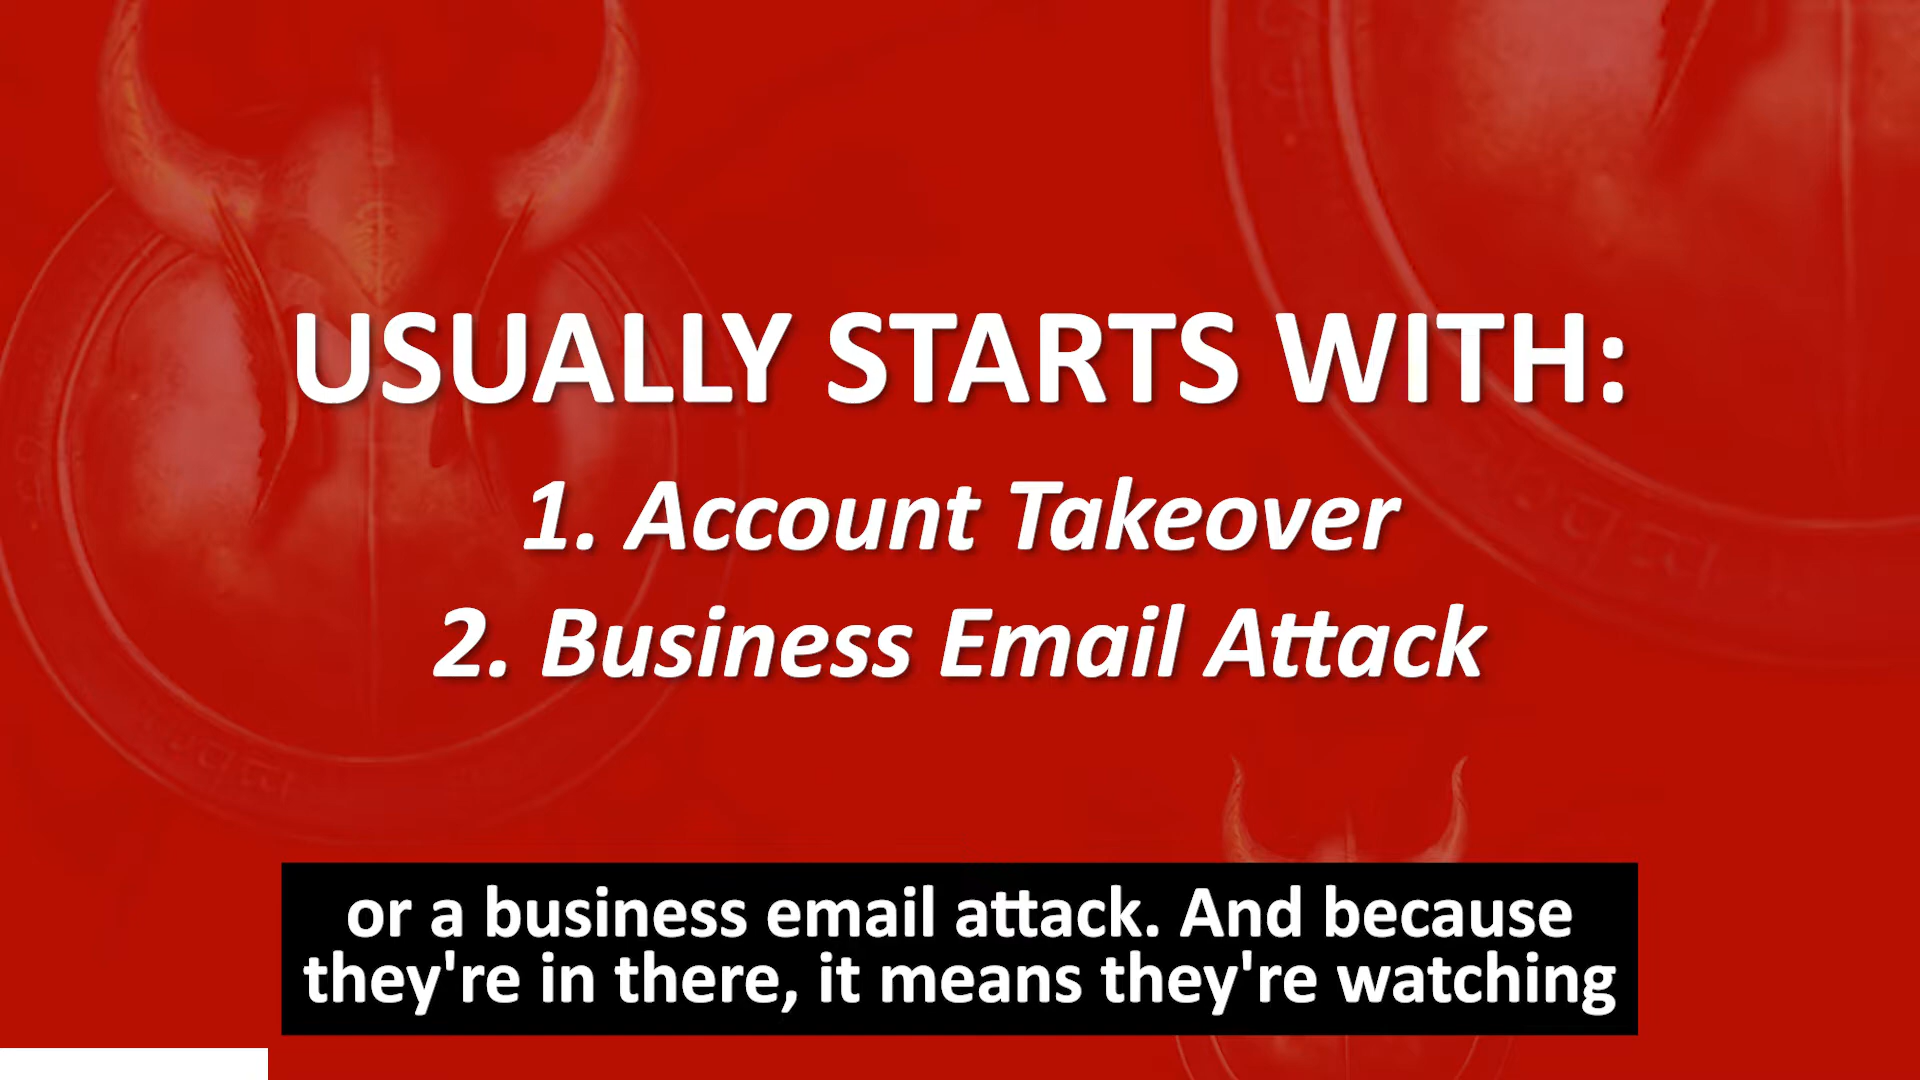 USUALLY STARTS WITH:
1. Account Takeover
2. Business Email Attack
or a business email attack. And because
they're in there, it means they're watching